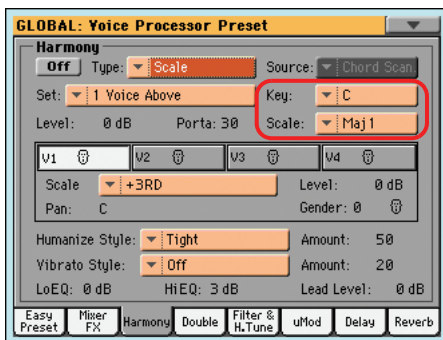 GLOBAL: Voice Processor Preset
Harmony
Off Type: Scale Source: Chord Scan
Set: 1 Voice Above Key: C
Level: 0 dB Porta: 30 Scale: Maj1
V1 V2 V3 V4
Scale +3RD Level: 0 dB
Pan: C Gender: 0
Humanize Style: Tight Amount: 50
Vibrato Style: Off Amount: 20
LoEQ: 0 dB HiEQ: 3 dB Lead Level: 0 dB
Easy Preset Mixer FX Harmony Double Filter & H.Tune uMod Delay Reverb